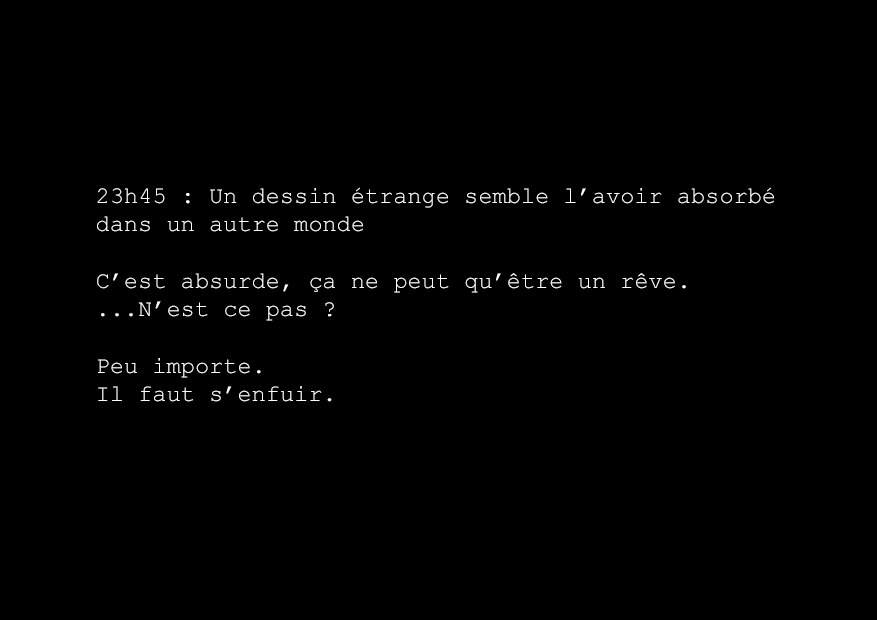 23h45 : Un dessin étrange semble l’avoir absorbé
dans un autre monde
C’est absurde, ça ne peut qu’être un rêve.
...N’est ce pas ?
Peu importe.
Il faut s’enfuir.